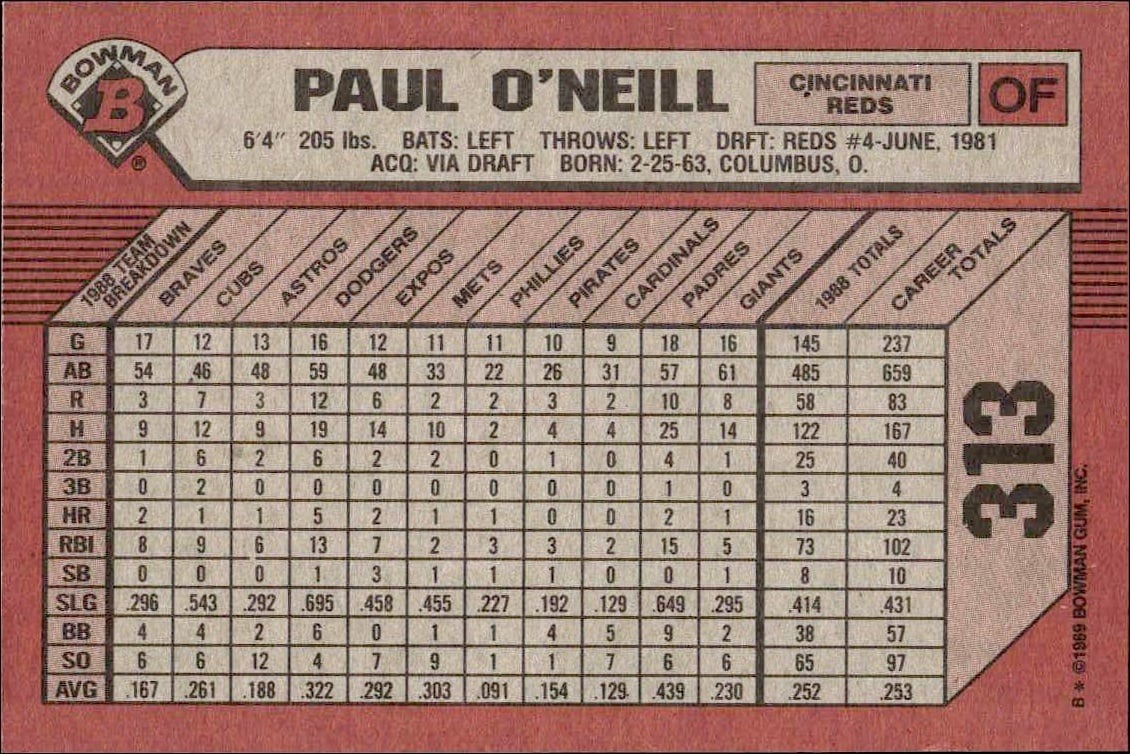 BOWMAN
B
®
PAUL O'NEILL
CINCINNATI
REDS
OF
6'4" 205 lbs. BATS: LEFT THROWS: LEFT DRFT: REDS #4-JUNE, 1981
ACQ: VIA DRAFT BORN: 2-25-63, COLUMBUS, O.
1988 TEAM BREAKDOWN BRAVES CUBS ASTROS DODGERS EXPOS METS PHILLIES PIRATES CARDINALS PADRES GIANTS 1988 TOTALS CAREER TOTALS
G 17 12 13 16 12 11 11 10 9 18 16 145 237
AB 54 46 48 59 48 33 22 26 31 57 61 485 659
R 3 7 3 12 6 2 2 3 2 10 8 58 83
H 9 12 9 19 14 10 2 4 4 25 14 122 167
2B 1 6 2 6 2 2 0 1 0 4 1 25 40
3B 0 2 0 0 0 0 0 0 0 1 0 3 4
HR 2 1 1 5 2 1 1 0 0 2 1 16 23
RBI 8 9 6 13 7 2 3 3 2 15 5 73 102
SB 0 0 0 1 3 1 1 1 0 0 1 8 10
SLG .296 .543 .292 .695 .458 .455 .227 .192 .129 .649 .295 .414 .431
BB 4 4 2 6 0 1 1 4 5 9 2 38 57
SO 6 6 12 4 7 9 1 1 7 6 6 65 97
AVG .167 .261 .188 .322 .292 .303 .091 .154 .129 .439 .230 .252 .253
313
B * ©1989 BOWMAN GUM, INC.